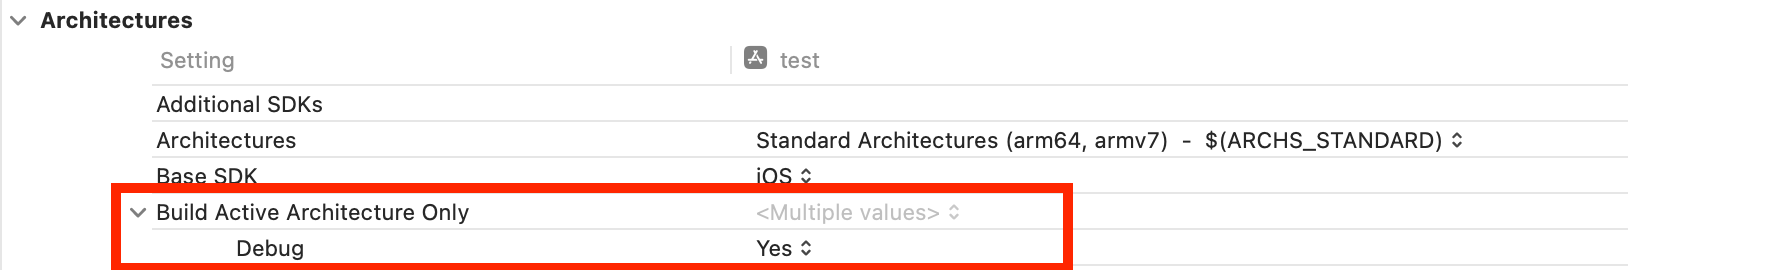 Architectures
Setting test
Additional SDKs
Architectures Standard Architectures (arm64, armv7) - $(ARCHS_STANDARD)
Base SDK iOS
Build Active Architecture Only <Multiple values>
Debug Yes